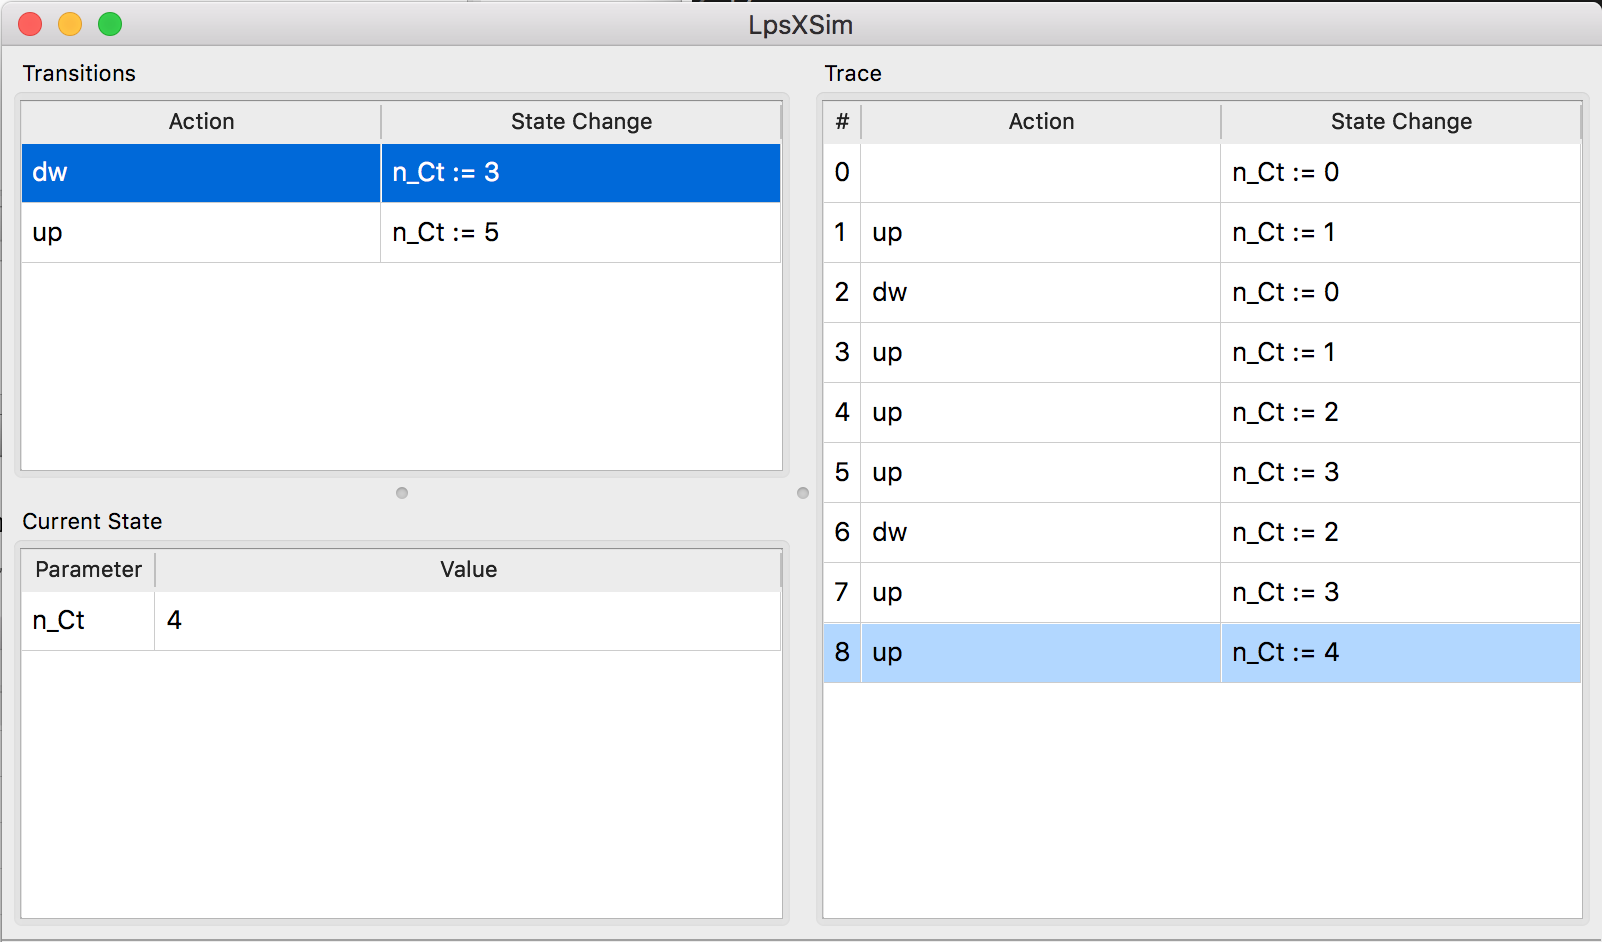 LpsXSim
Transitions
Action State Change
dw n_Ct := 3
up n_Ct := 5
Current State
Parameter Value
n_Ct 4
Trace
# Action State Change
0 n_Ct := 0
1 up n_Ct := 1
2 dw n_Ct := 0
3 up n_Ct := 1
4 up n_Ct := 2
5 up n_Ct := 3
6 dw n_Ct := 2
7 up n_Ct := 3
8 up n_Ct := 4